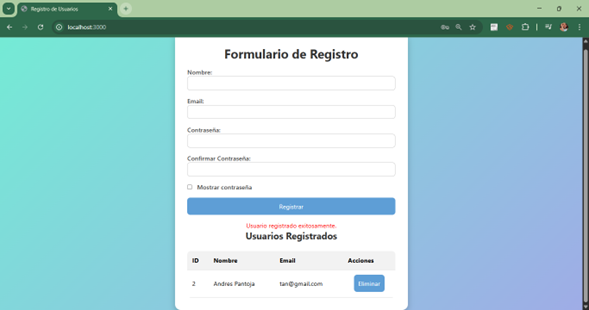 Registro de Usuarios
localhost:3000
Formulario de Registro
Nombre:
Email:
Contraseña:
Confirmar Contraseña:
Mostrar contraseña
Registrar
Usuario registrado exitosamente.
Usuarios Registrados
ID Nombre Email Acciones
2 Andres Pantoja tan@gmail.com Eliminar